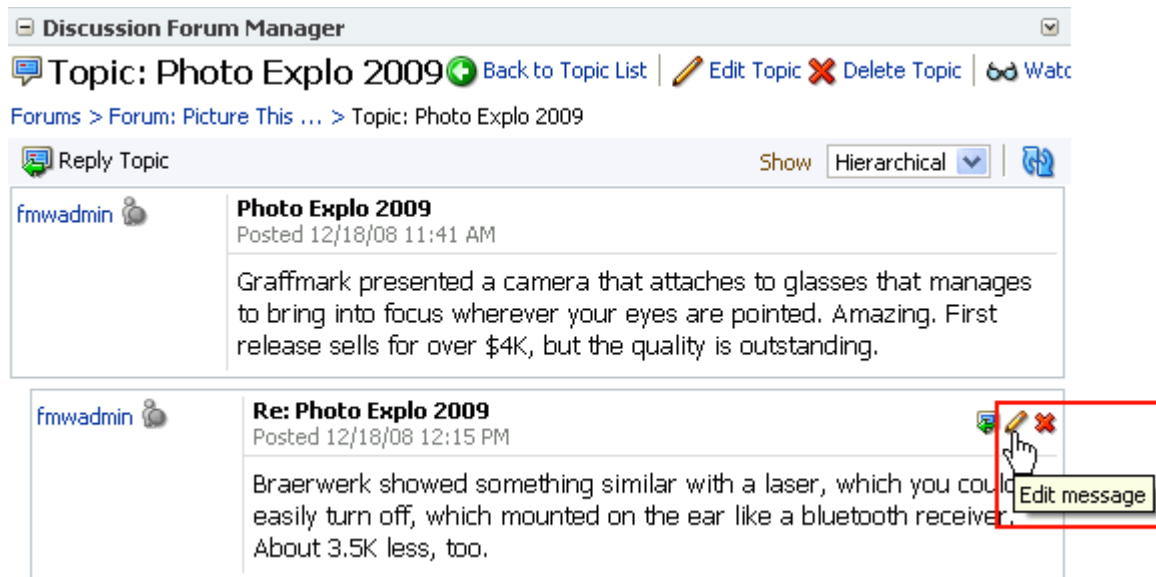 Discussion Forum Manager
Topic: Photo Explo 2009 Back to Topic List Edit Topic Delete Topic Watc
Forums > Forum: Picture This ... > Topic: Photo Explo 2009
Reply Topic Show Hierarchical
fmwadmin Photo Explo 2009
Posted 12/18/08 11:41 AM
Graffmark presented a camera that attaches to glasses that manages
to bring into focus wherever your eyes are pointed. Amazing. First
release sells for over $4K, but the quality is outstanding.
fmwadmin Re: Photo Explo 2009
Posted 12/18/08 12:15 PM
Braerwerk showed something similar with a laser, which you could
Edit message
easily turn off, which mounted on the ear like a bluetooth receiver.
About 3.5K less, too.